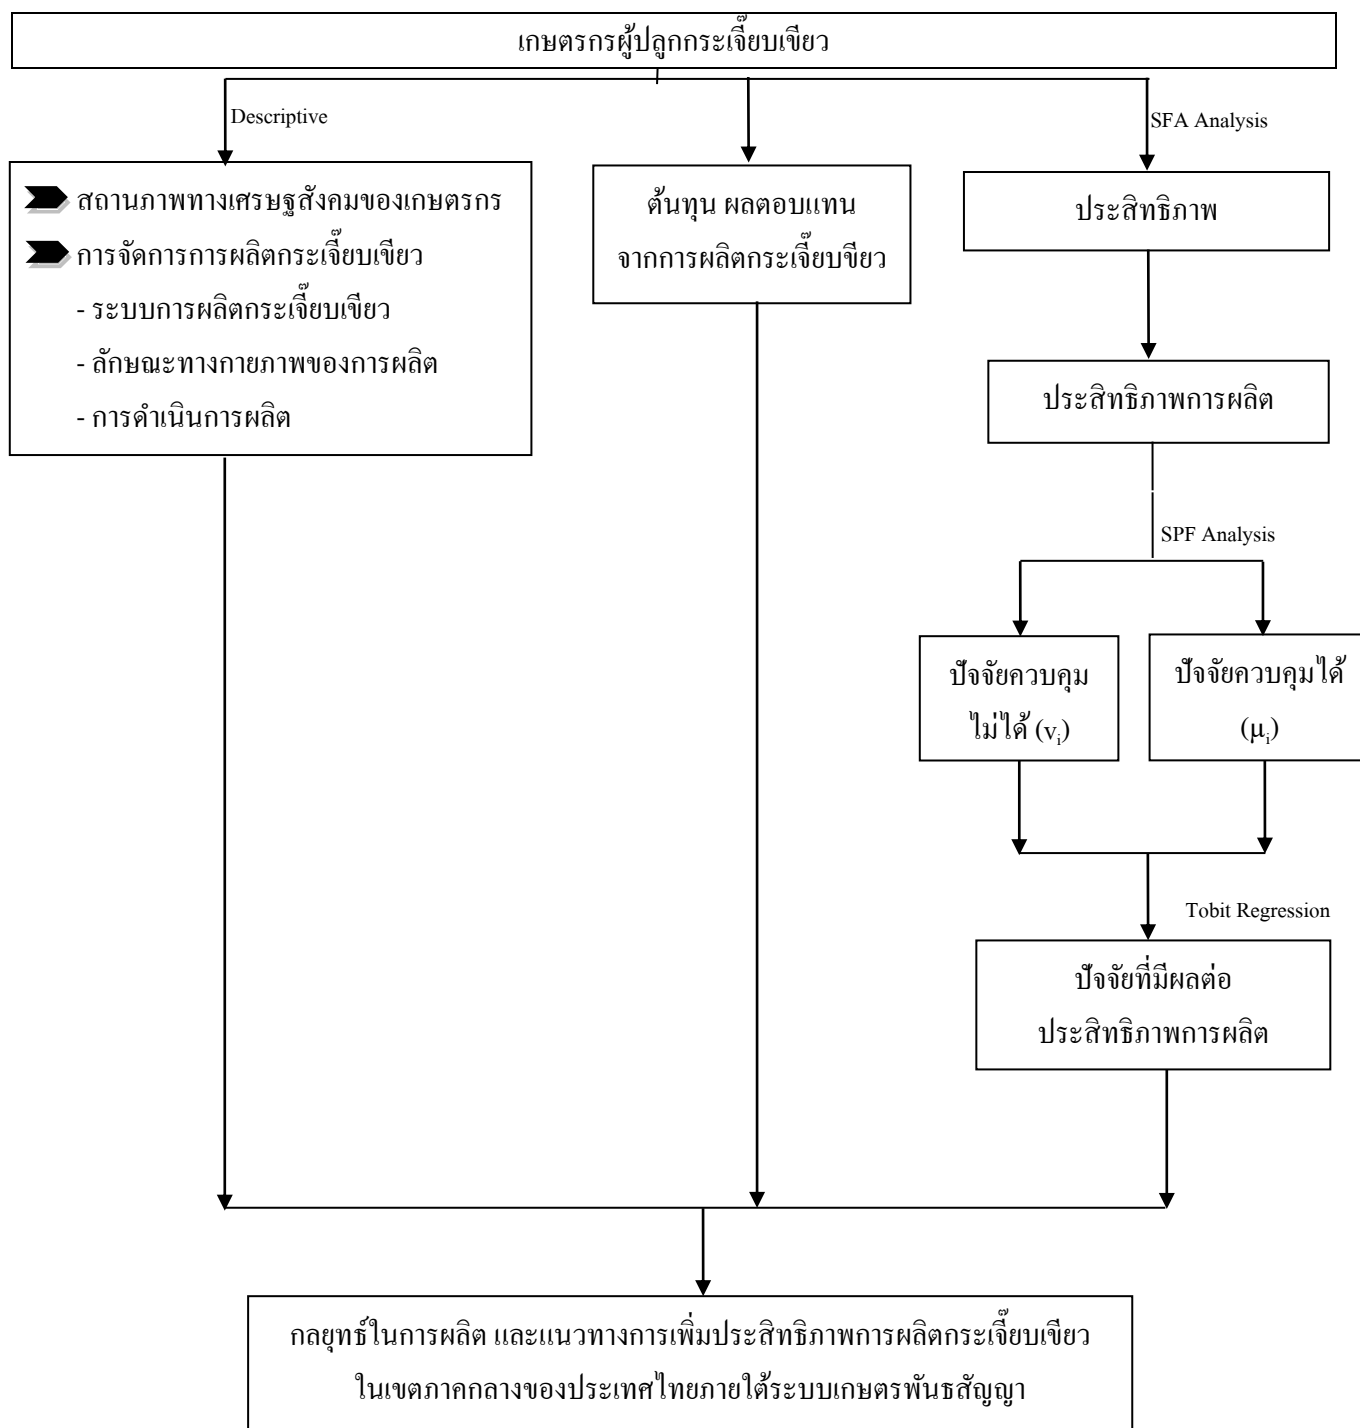 เกษตรกรผู้ปลูกกระเจี๊ยบเขียว
Descriptive
SFA Analysis
สถานภาพทางเศรษฐสังคมของเกษตรกร
การจัดการการผลิตกระเจี๊ยบเขียว
- ระบบการผลิตกระเจี๊ยบเขียว
- ลักษณะทางกายภาพของการผลิต
- การดำเนินการผลิต
ต้นทุน ผลตอบแทน
จากการผลิตกระเจี๊ยบขียว
ประสิทธิภาพ
ประสิทธิภาพการผลิต
SPF Analysis
ปัจจัยควบคุม
ไม่ได้ (vᵢ)
ปัจจัยควบคุมได้
(μᵢ)
Tobit Regression
ปัจจัยที่มีผลต่อ
ประสิทธิภาพการผลิต
กลยุทธ์ในการผลิต และแนวทางการเพิ่มประสิทธิภาพการผลิตกระเจี๊ยบเขียว
ในเขตภาคกลางของประเทศไทยภายใต้ระบบเกษตรพันธสัญญา